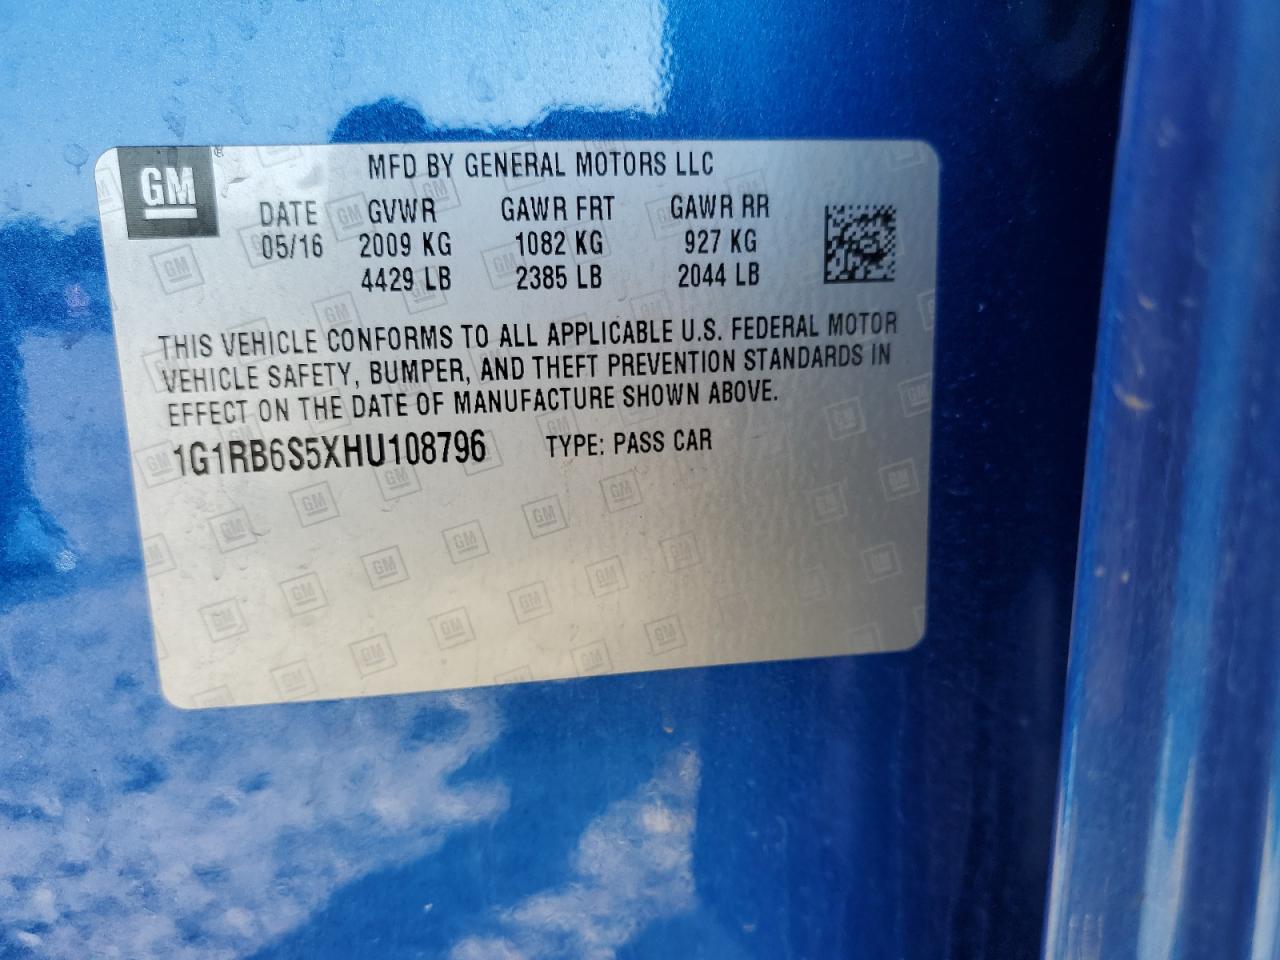 GM
MFD BY GENERAL MOTORS LLC
DATE GVWR GAWR FRT GAWR RR
05/16 2009 KG 1082 KG 927 KG
4429 LB 2385 LB 2044 LB
THIS VEHICLE CONFORMS TO ALL APPLICABLE U.S. FEDERAL MOTOR
VEHICLE SAFETY, BUMPER, AND THEFT PREVENTION STANDARDS IN
EFFECT ON THE DATE OF MANUFACTURE SHOWN ABOVE.
1G1RB6S5XHU108796 TYPE: PASS CAR